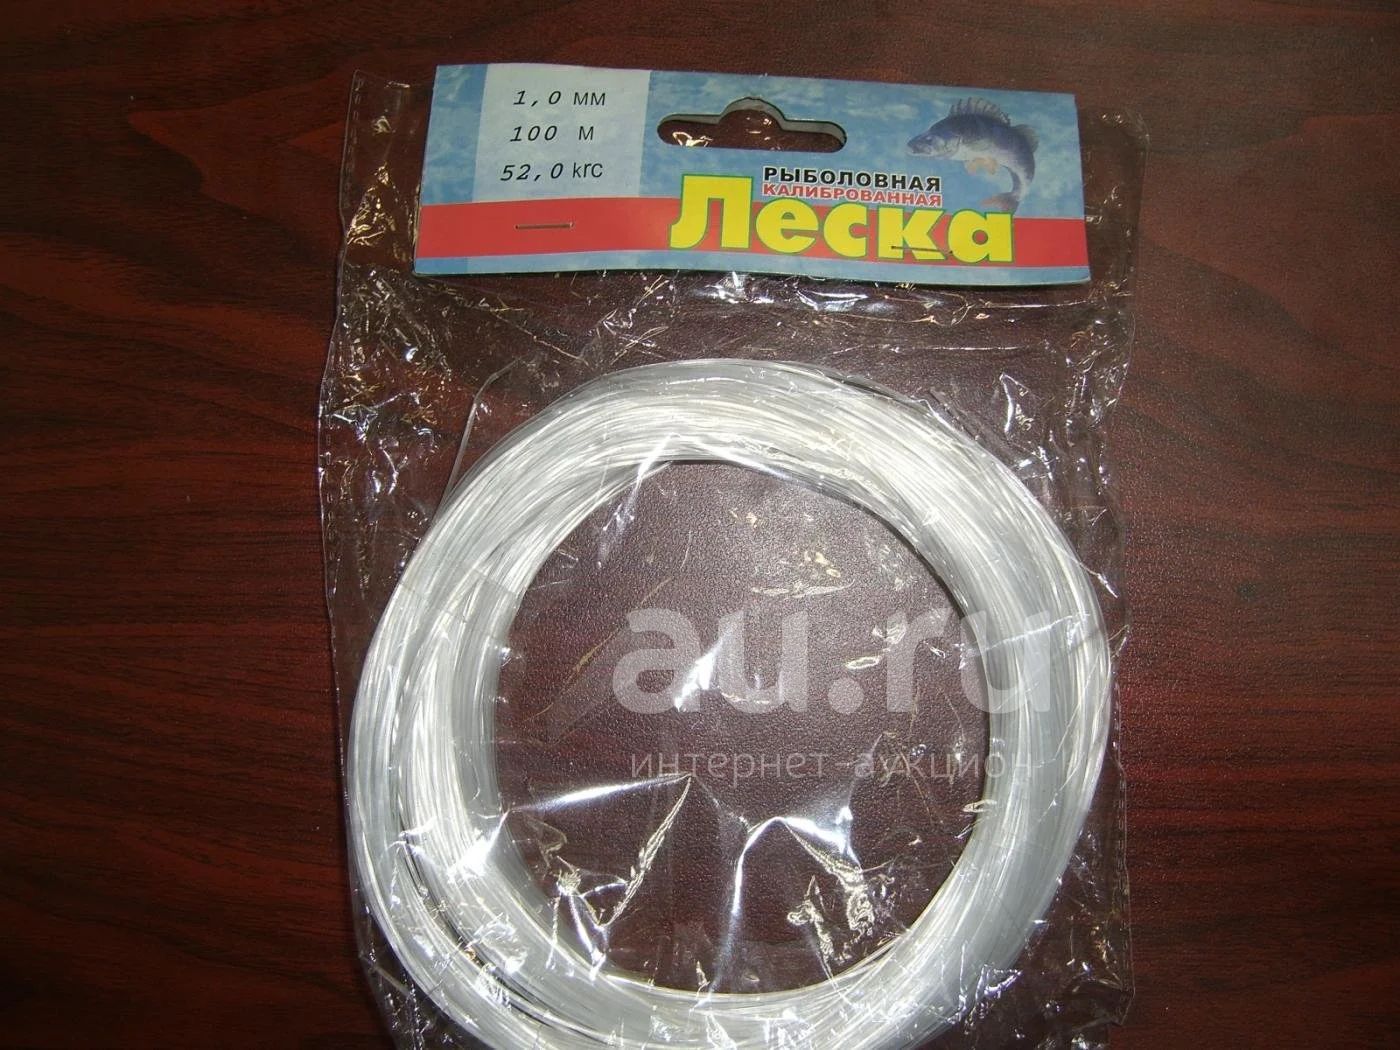 1,0 мм
100 м
52,0 кгс
РЫБОЛОВНАЯ
КАЛИБРОВАННАЯ
Леска
au.ru
интернет-аукцион